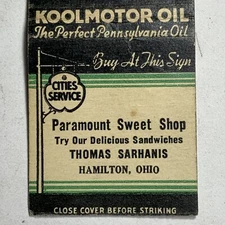 KOOLMOTOR OIL
The Perfect Pennsylvania Oil
Buy At This Sign
CITIES
SERVICE
Paramount Sweet Shop
Try Our Delicious Sandwiches
THOMAS SARHANIS
HAMILTON, OHIO
CLOSE COVER BEFORE STRIKING